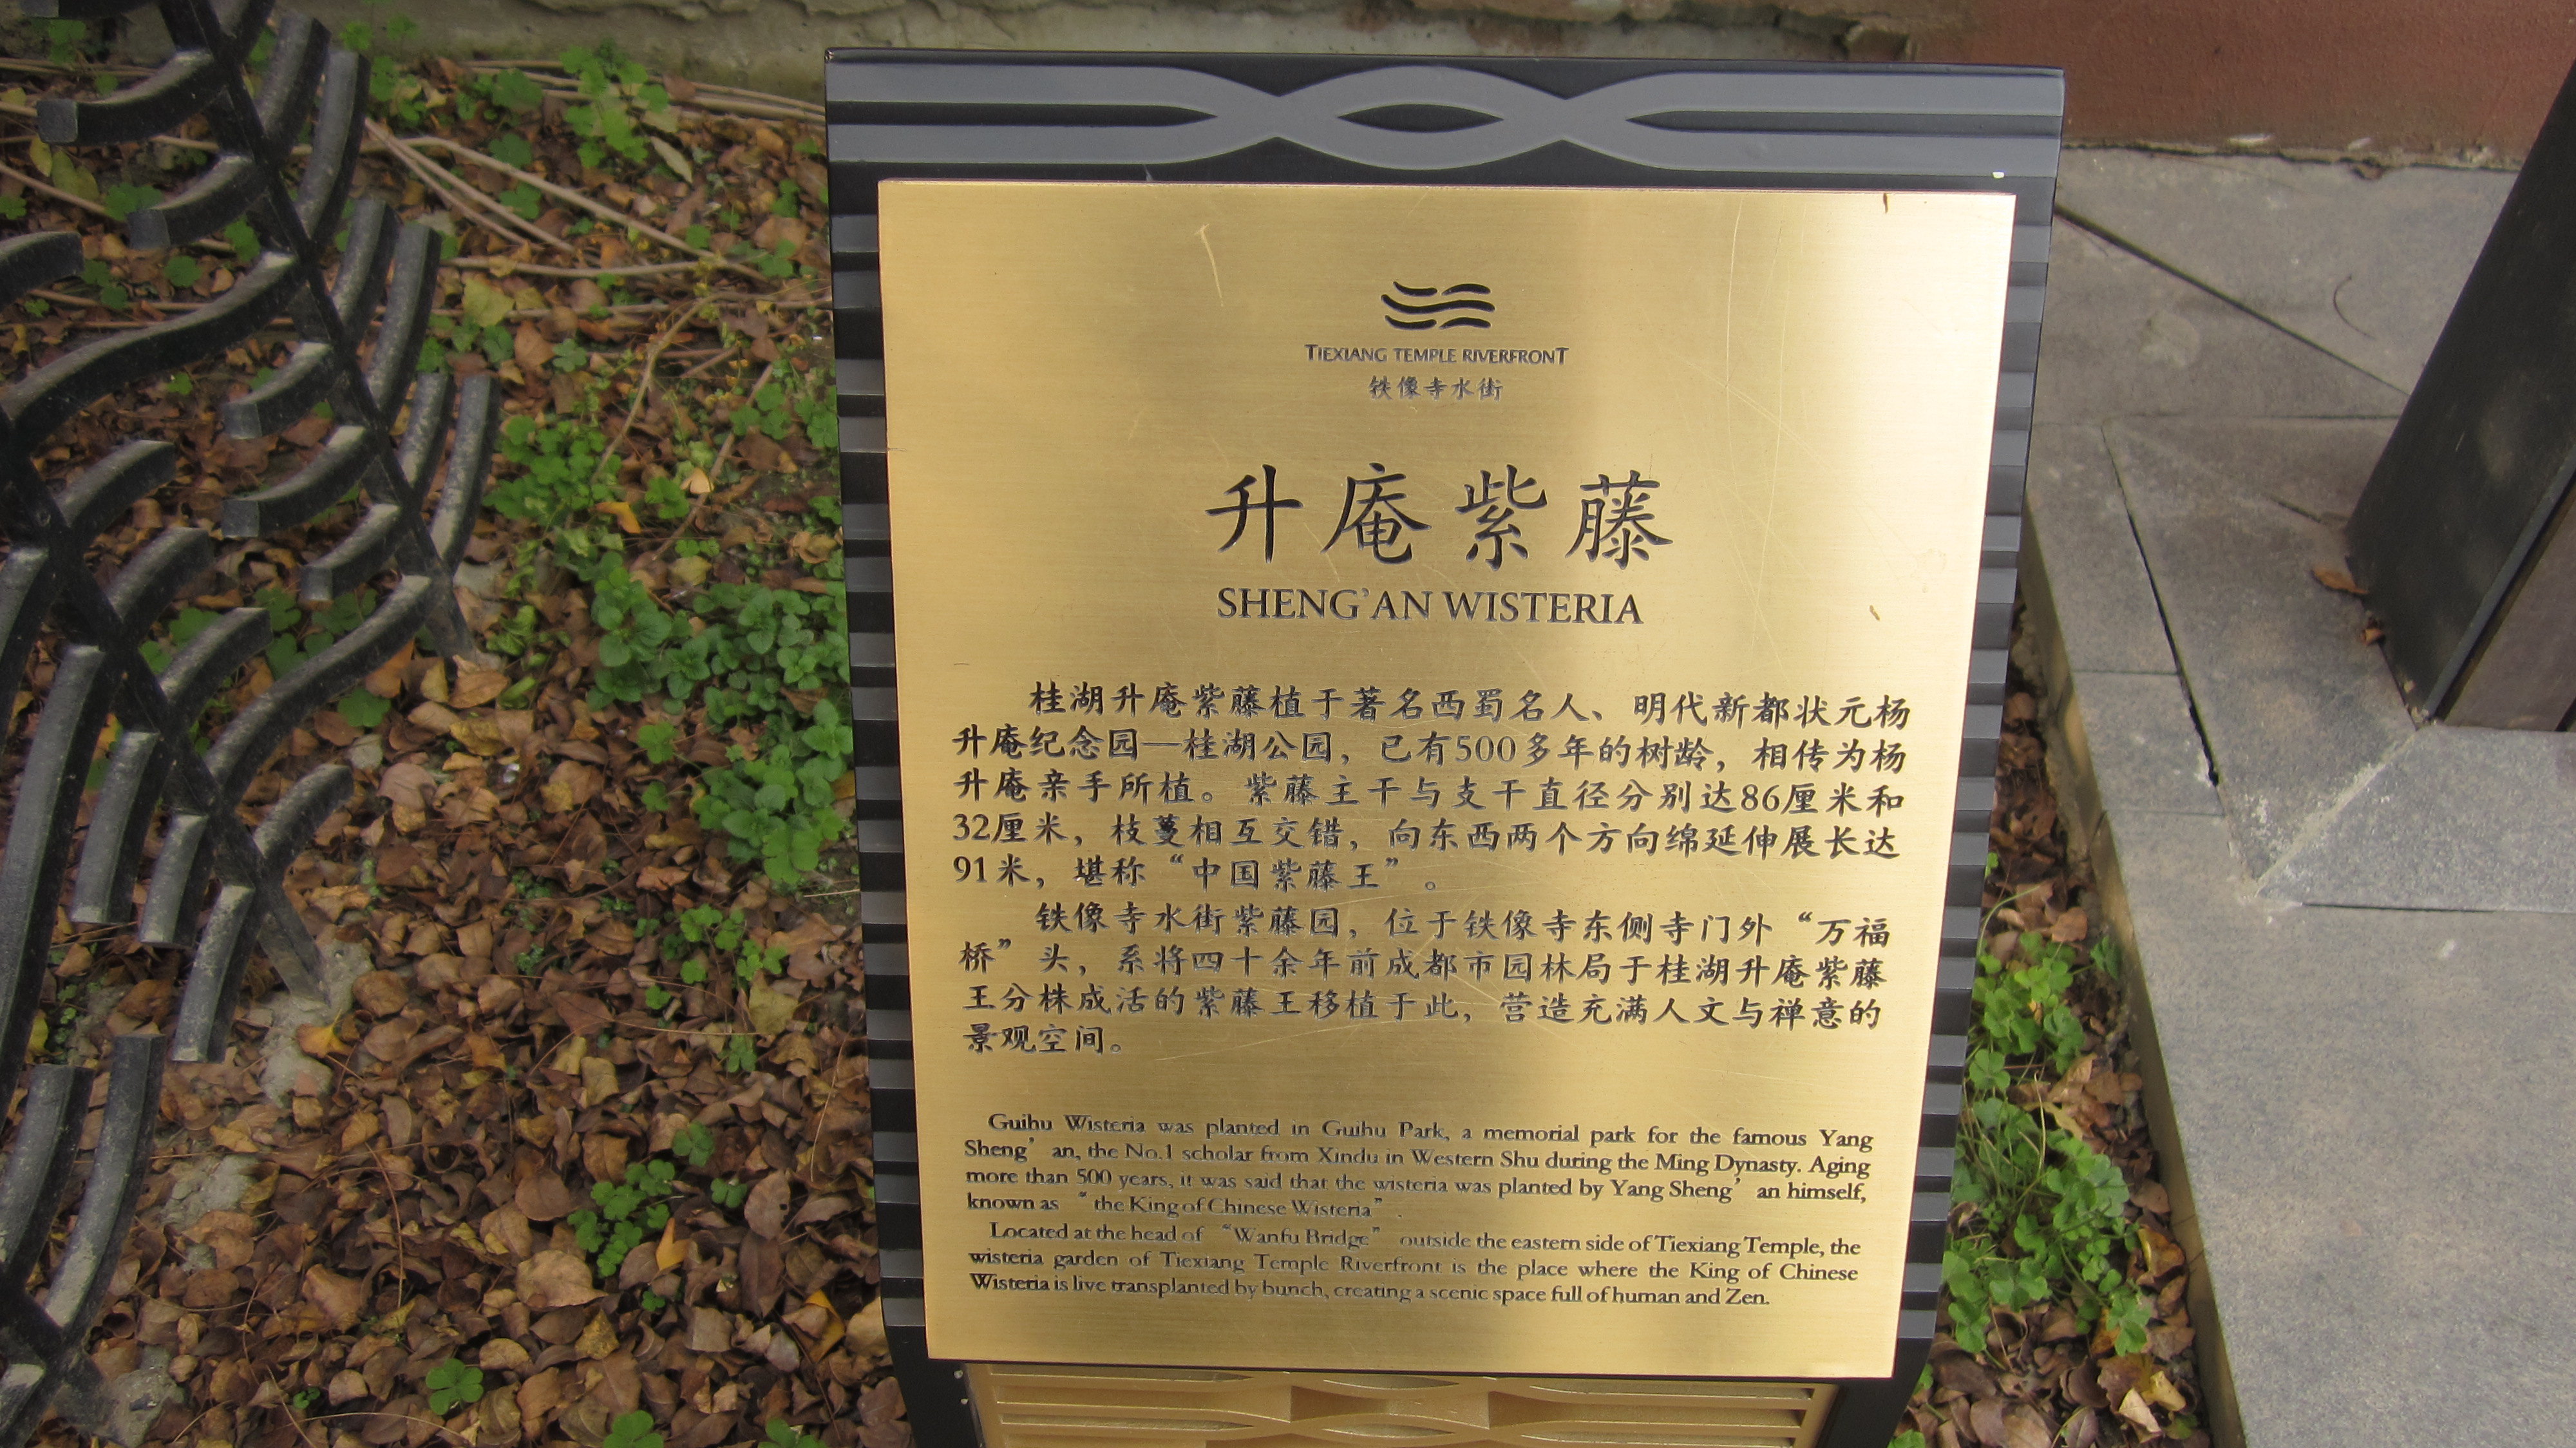 TIEXIANG TEMPLE RIVERFRONT
铁像寺水街
升庵紫藤
SHENG'AN WISTERIA
桂湖升庵紫藤植于著名西蜀名人、明代新都状元杨
升庵纪念园—桂湖公园，已有500多年的树龄，相传为杨
升庵亲手所植。紫藤主干与支干直径分别达86厘米和
32厘米，枝蔓相互交错，向东西两个方向绵延伸展长达
91米，堪称“中国紫藤王”。
铁像寺水街紫藤园，位于铁像寺东侧寺门外“万福
桥”头，系将四十余年前成都市园林局于桂湖升庵紫藤
王分株成活的紫藤王移植于此，营造充满人文与禅意的
景观空间。
Guihu Wisteria was planted in Guihu Park, a memorial park for the famous Yang
Sheng’ an, the No.1 scholar from Xindu in Western Shu during the Ming Dynasty. Aging
more than 500 years, it was said that the wisteria was planted by Yang Sheng’ an himself,
known as “the King of Chinese Wisteria”.
Located at the head of “Wanfu Bridge” outside the eastern side of Tiexiang Temple, the
wisteria garden of Tiexiang Temple Riverfront is the place where the King of Chinese
Wisteria is live transplanted by bunch, creating a scenic space full of human and Zen.